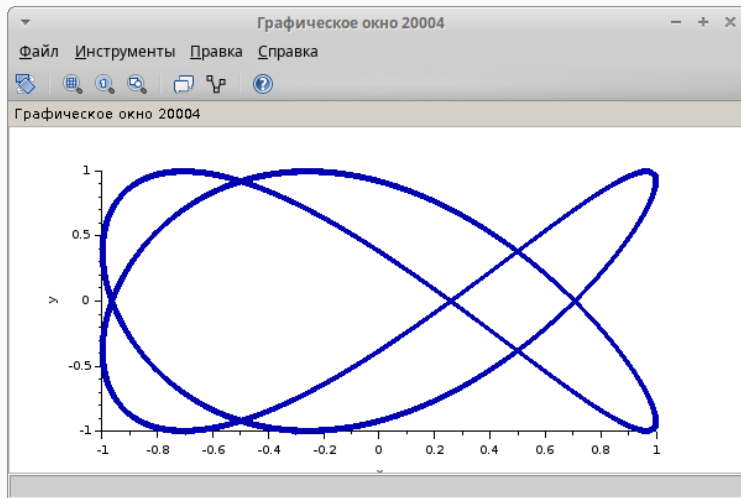 Графическое окно 20004
Файл Инструменты Правка Справка
Графическое окно 20004
1
0.5
y
0
-0.5
-1
-1 -0.8 -0.6 -0.4 -0.2 0 0.2 0.4 0.6 0.8 1